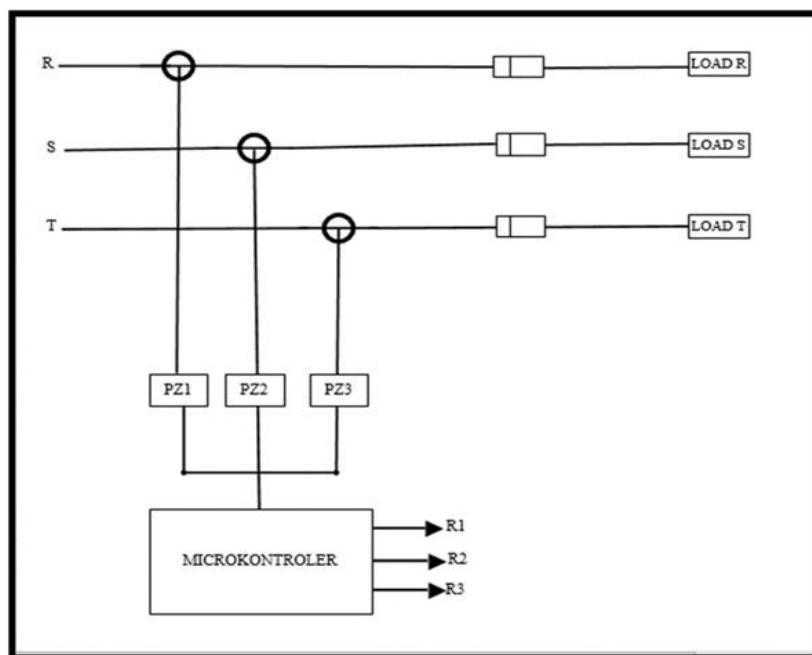 R
LOAD R
S
LOAD S
T
LOAD T
PZ1
PZ2
PZ3
MICROKONTROLER
R1
R2
R3